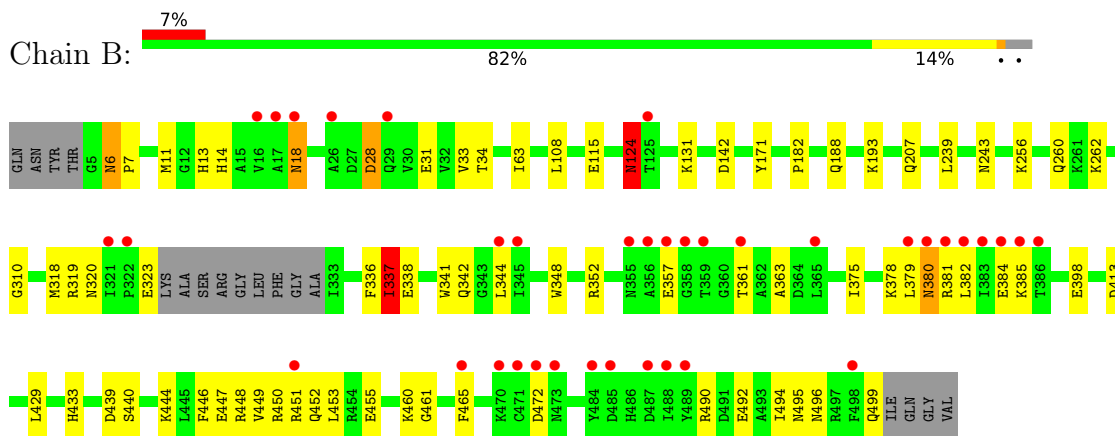 7%
Chain B:
82% 14% • •
GLN ASN TYR THR G5 N6 P7 M11 G12 H13 H14 A15 V16 A17 N18 A26 D27 D28 Q29 V30 E31 V32 V33 T34 I63 L108 E115 N124 T125 K131 D142 Y171 P182 Q188 K193 Q207 L239 N243 K256 Q260 K261 K262
G310 M318 R319 N320 I321 P322 E323 LYS ALA SER ARG GLY LEU PHE GLY ALA I333 F336 I337 E338 W341 Q342 G343 L344 I345 W348 R352 N355 A356 E357 G358 T359 G360 T361 A362 A363 D364 L365 I375 K378 L379 N380 R381 L382 I383 E384 K385 T386 E398
L429 H433 D439 S440 K444 L445 F446 E447 R448 V449 R450 R451 Q452 L453 R454 E455 K460 G461 F465 K470 C471 D472 N473 Y484 D485 H486 D487 I488 Y489 R490 D491 E492 A493 I494 N495 N496 R497 F498 Q499 ILE GLN GLY VAL